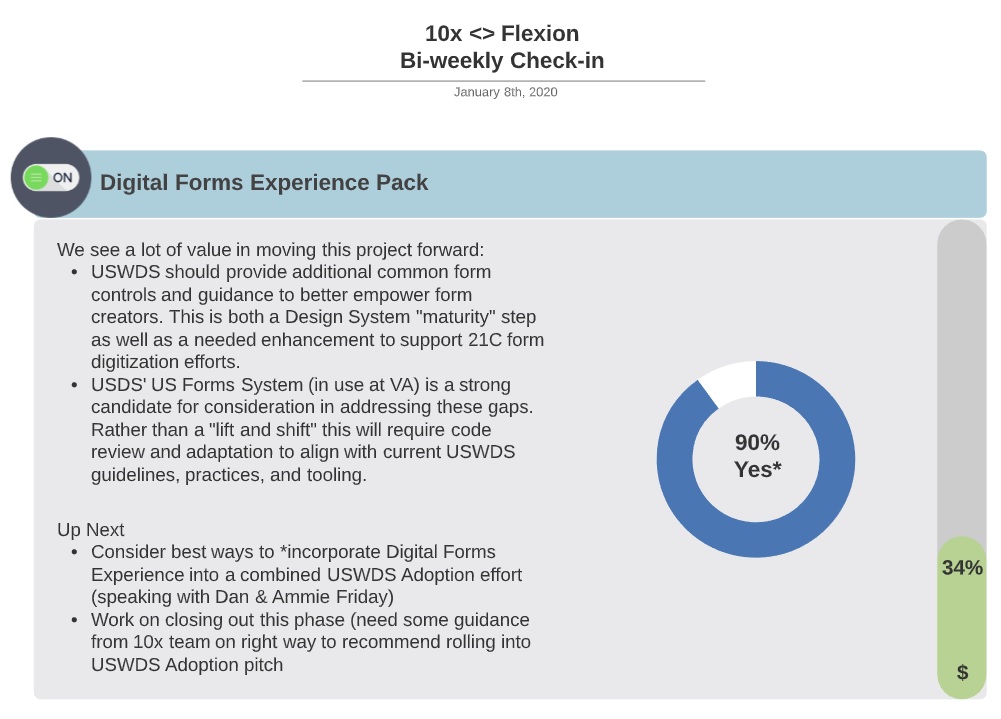 10x <> Flexion
Bi-weekly Check-in
January 8th, 2020
ON
Digital Forms Experience Pack
We see a lot of value in moving this project forward:
• USWDS should provide additional common form
controls and guidance to better empower form
creators. This is both a Design System "maturity" step
as well as a needed enhancement to support 21C form
digitization efforts.
• USDS' US Forms System (in use at VA) is a strong
candidate for consideration in addressing these gaps.
Rather than a "lift and shift" this will require code
review and adaptation to align with current USWDS
guidelines, practices, and tooling.
Up Next
• Consider best ways to *incorporate Digital Forms
Experience into a combined USWDS Adoption effort
(speaking with Dan & Ammie Friday)
• Work on closing out this phase (need some guidance
from 10x team on right way to recommend rolling into
USWDS Adoption pitch
90%
Yes*
34%
$